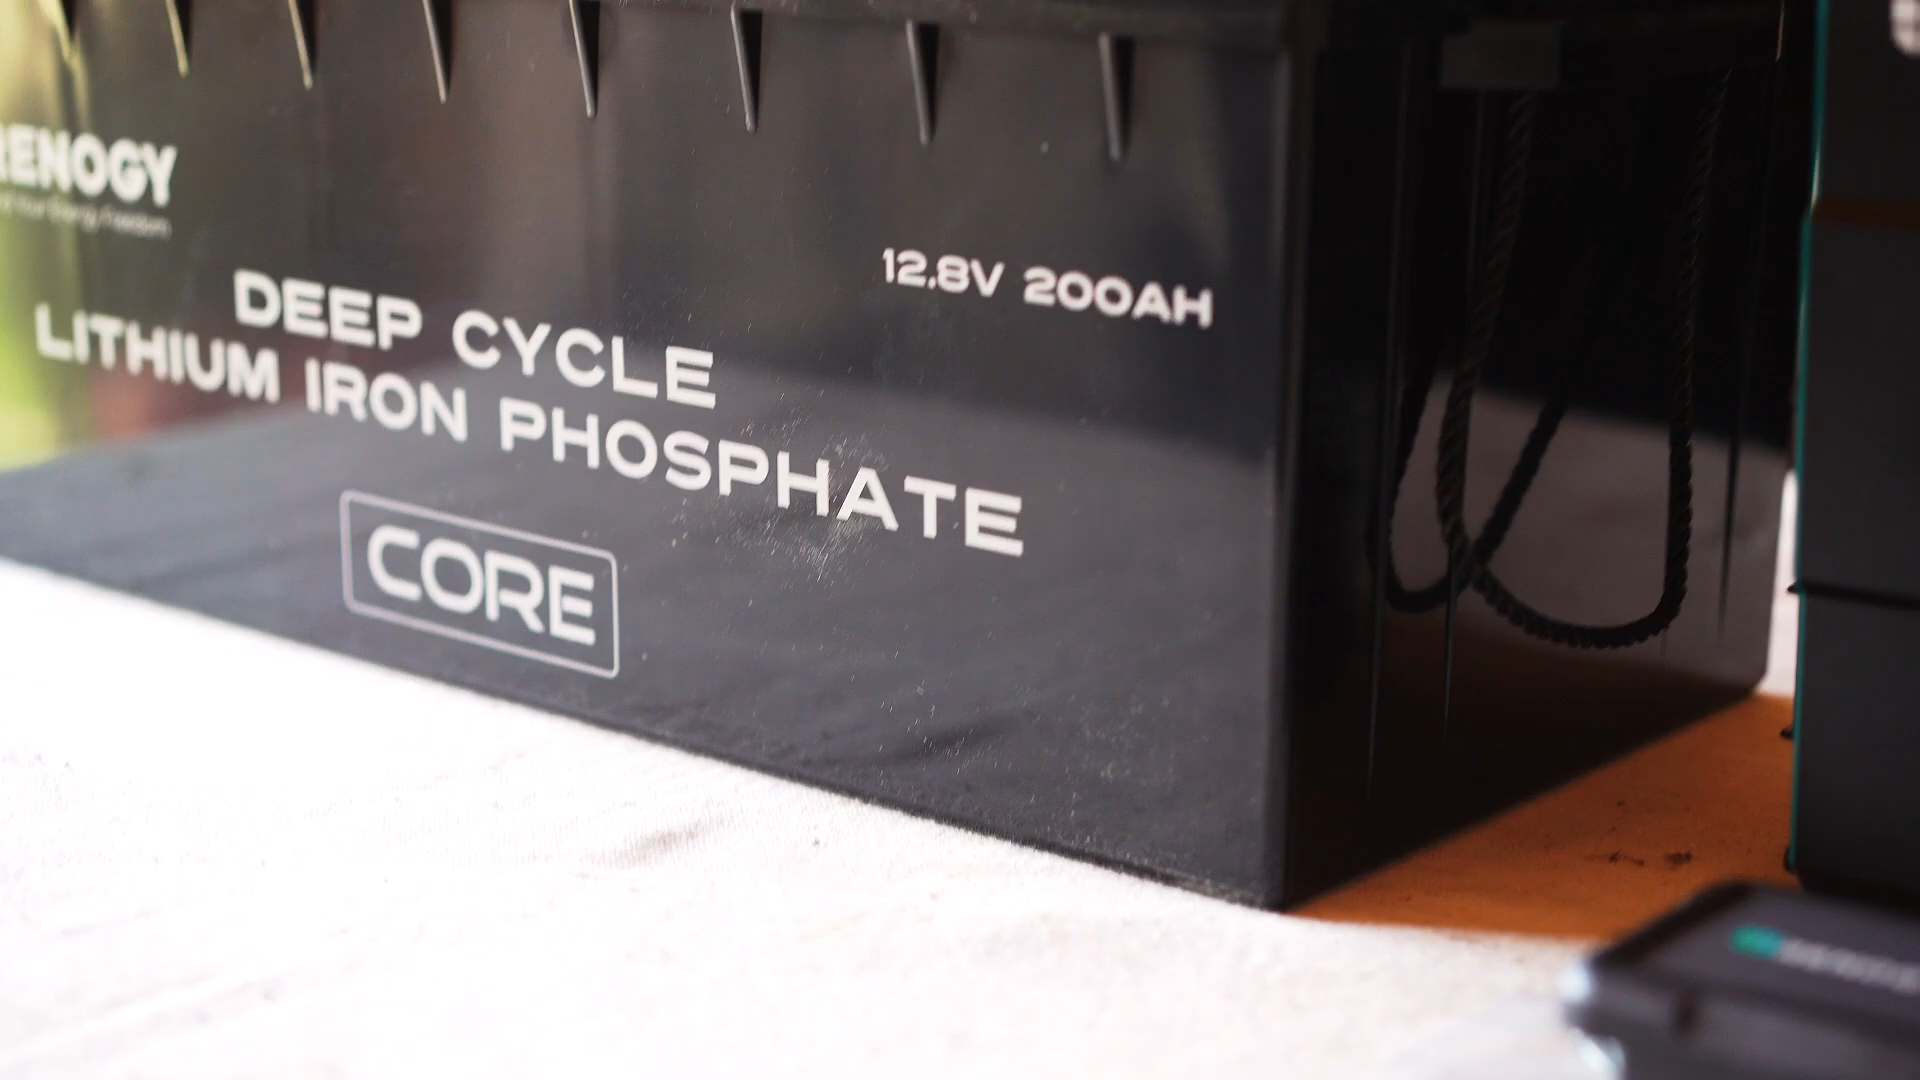 RENOGY
12.8V 200AH
DEEP CYCLE
LITHIUM IRON PHOSPHATE
CORE